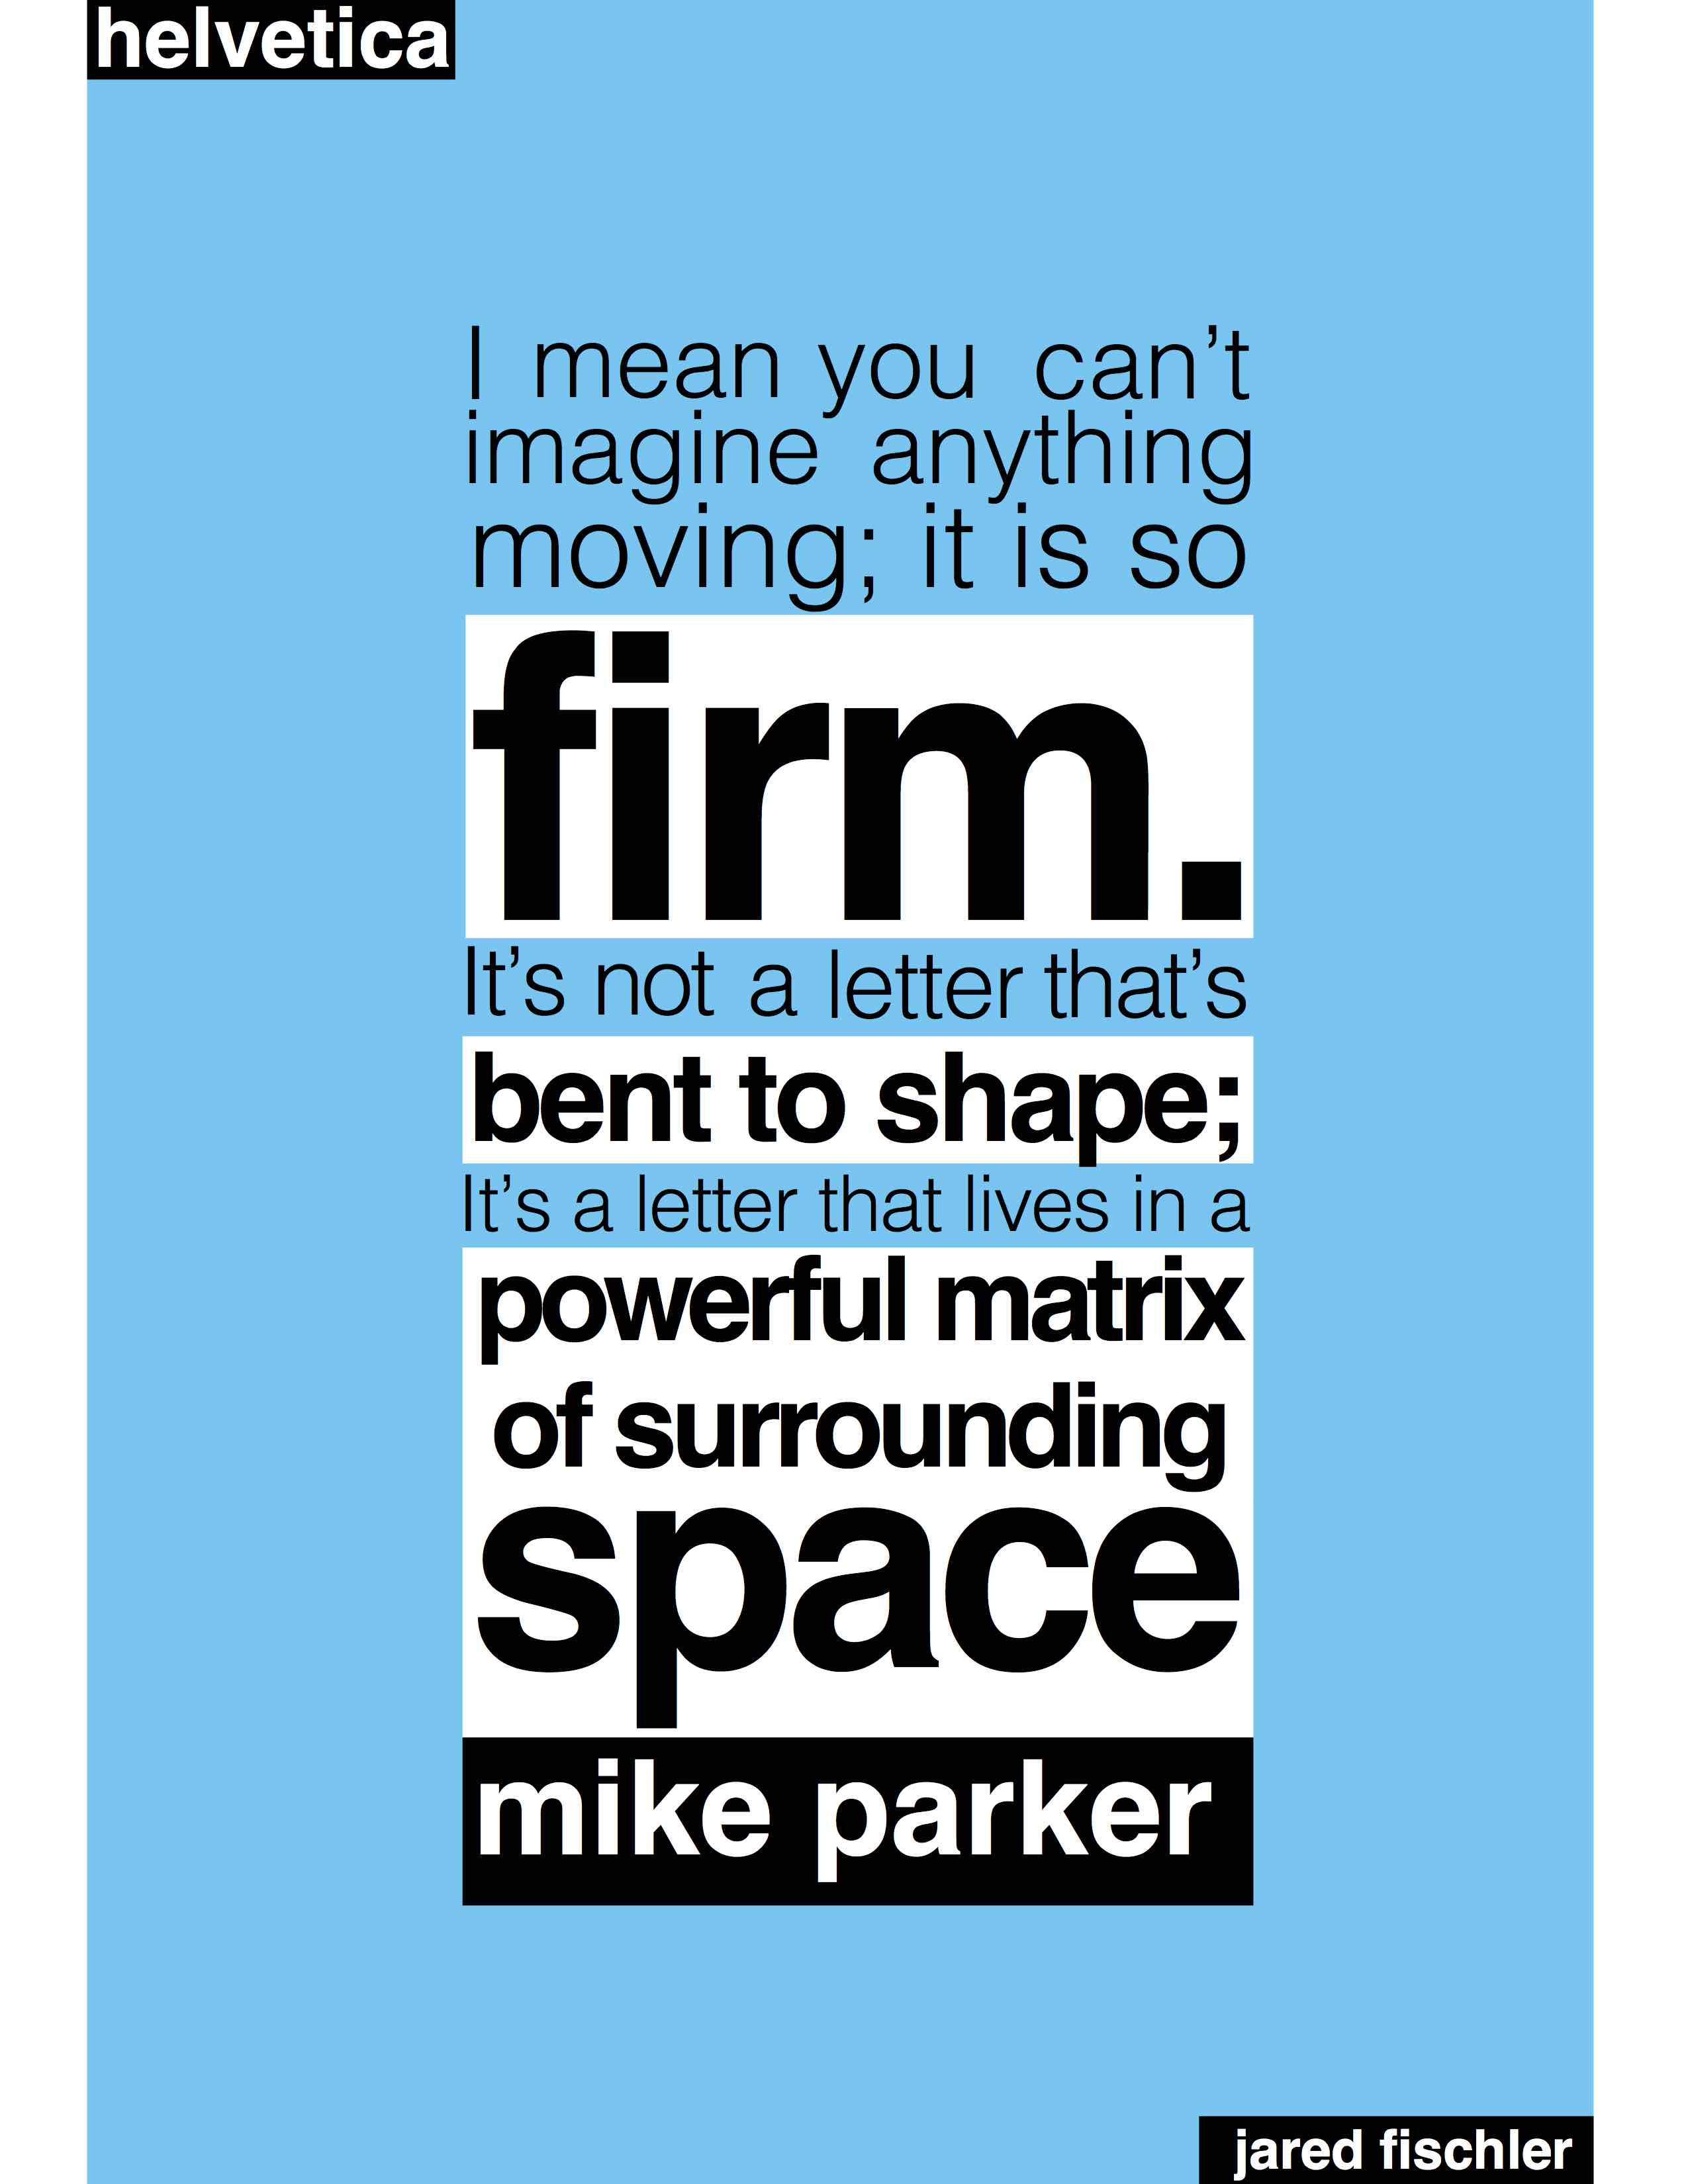 helvetica
I mean you can’t
imagine anything
moving; it is so
firm.
It’s not a letter that’s
bent to shape;
It’s a letter that lives in a
powerful matrix
of surrounding
space
mike parker
jared fischler